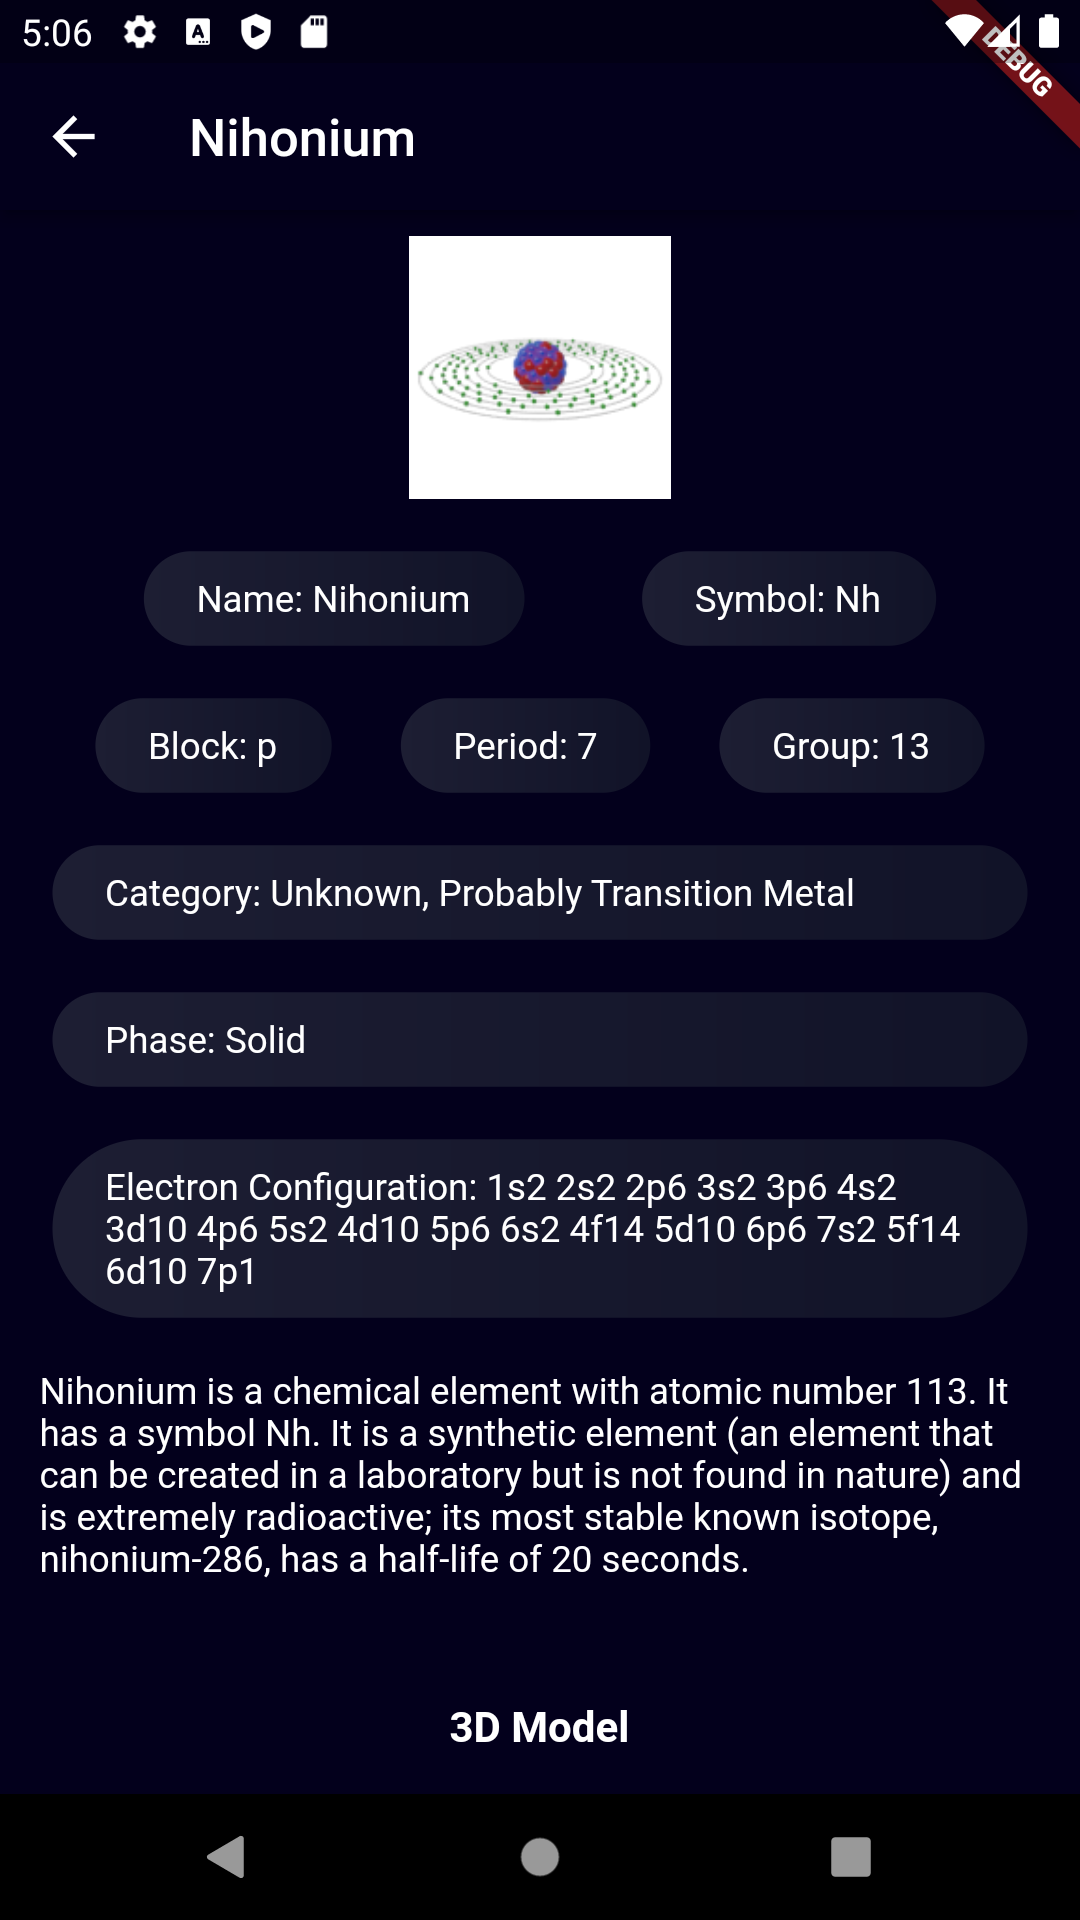 5:06
DEBUG
Nihonium
Name: Nihonium
Symbol: Nh
Block: p
Period: 7
Group: 13
Category: Unknown, Probably Transition Metal
Phase: Solid
Electron Configuration: 1s2 2s2 2p6 3s2 3p6 4s2
3d10 4p6 5s2 4d10 5p6 6s2 4f14 5d10 6p6 7s2 5f14
6d10 7p1
Nihonium is a chemical element with atomic number 113. It
has a symbol Nh. It is a synthetic element (an element that
can be created in a laboratory but is not found in nature) and
is extremely radioactive; its most stable known isotope,
nihonium-286, has a half-life of 20 seconds.
3D Model